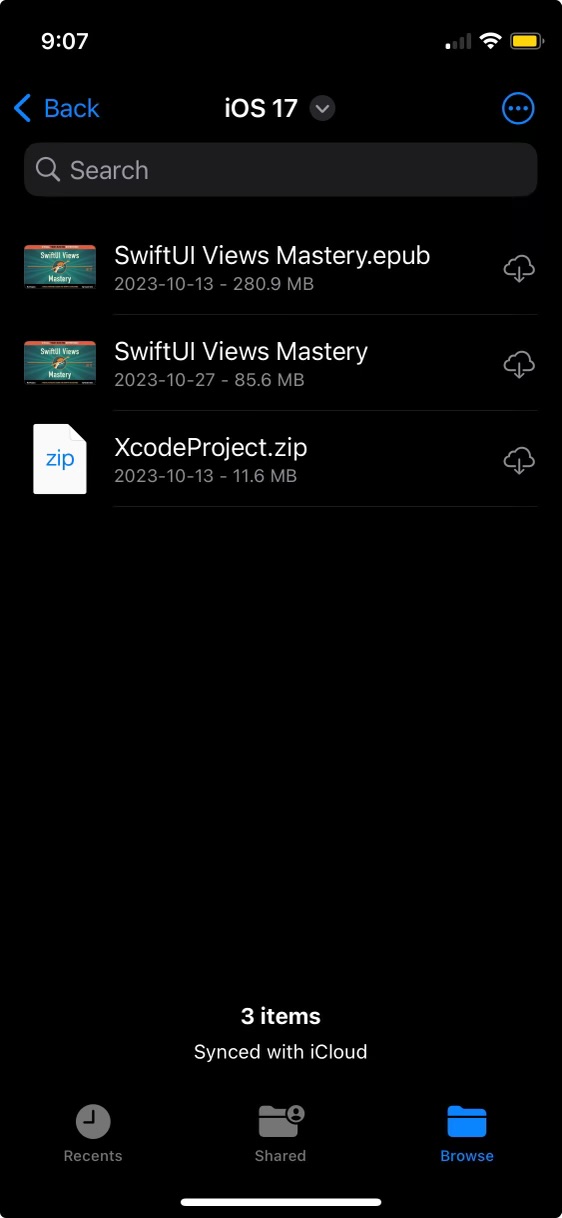 9:07
Back
iOS 17
Search
SwiftUI Views
Mastery
SwiftUI Views Mastery.epub
2023-10-13 - 280.9 MB
SwiftUI Views
Mastery
SwiftUI Views Mastery
2023-10-27 - 85.6 MB
zip
XcodeProject.zip
2023-10-13 - 11.6 MB
3 items
Synced with iCloud
Recents
Shared
Browse